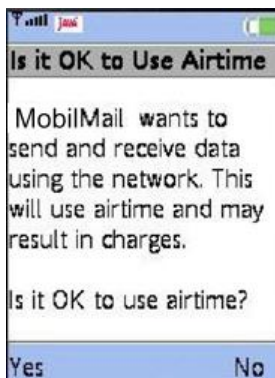 Java
Is it OK to Use Airtime
MobilMail wants to
send and receive data
using the network. This
will use airtime and may
result in charges.
Is it OK to use airtime?
Yes No